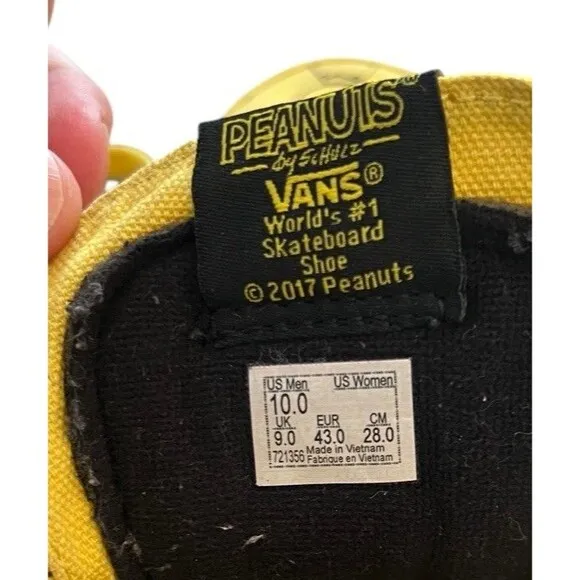 PEANUTS
by SCHULZ
VANS®
World's #1
Skateboard
Shoe
© 2017 Peanuts
US Men US Women
10.0
UK EUR CM
9.0 43.0 28.0
721356 Made in Vietnam
Fabrique en Vietnam